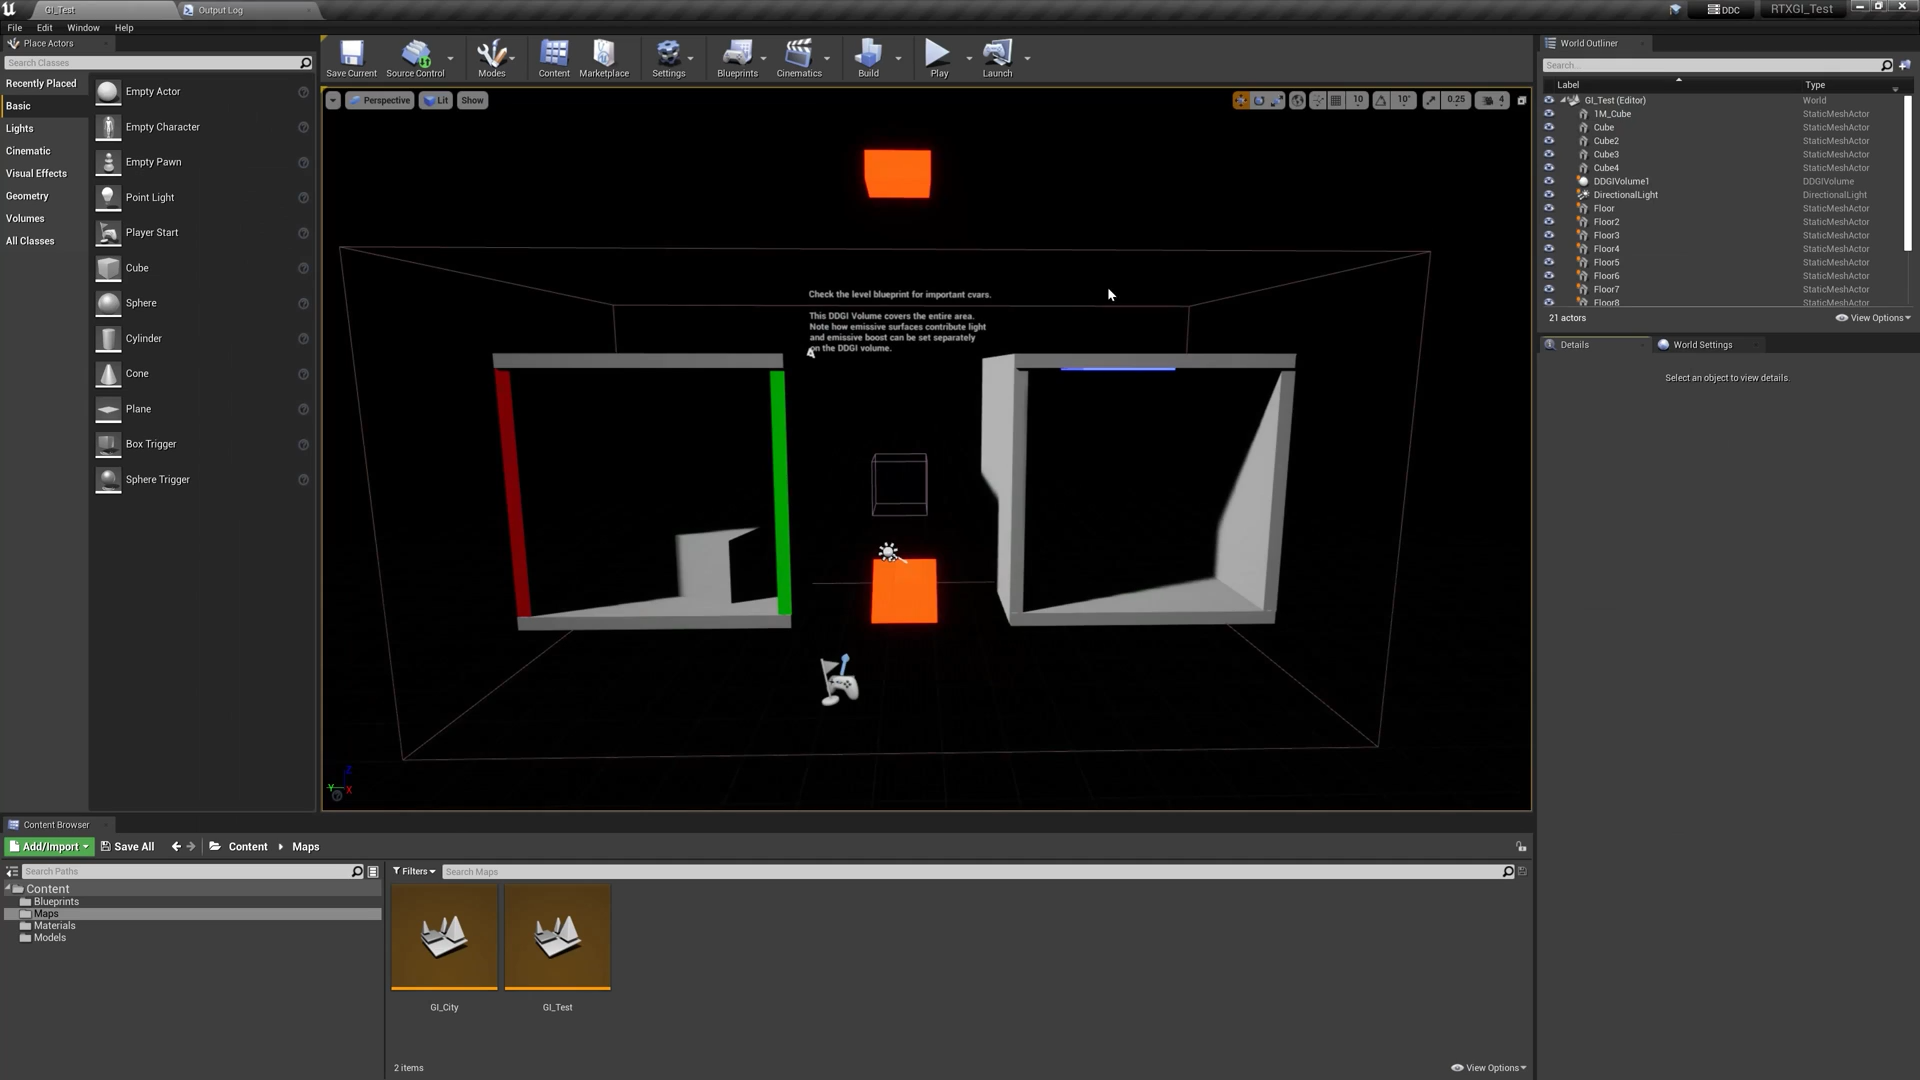 GI_Test
Output Log
DDC
RTXGI_Test
File
Edit
Window
Help
Place Actors
Search Classes
Recently Placed
Basic
Lights
Cinematic
Visual Effects
Geometry
Volumes
All Classes
Empty Actor
Empty Character
Empty Pawn
Point Light
Player Start
Cube
Sphere
Cylinder
Cone
Plane
Box Trigger
Sphere Trigger
Save Current
Source Control
Modes
Content
Marketplace
Settings
Blueprints
Cinematics
Build
Play
Launch
Perspective
Lit
Show
10
10°
0.25
4
Check the level blueprint for important cvars.
This DDGI Volume covers the entire area.
Note how emissive surfaces contribute light
and emissive boost can be set separately
on the DDGI volume.
Z
Y
X
World Outliner
Search...
Label
Type
GI_Test (Editor) World
1M_Cube StaticMeshActor
Cube StaticMeshActor
Cube2 StaticMeshActor
Cube3 StaticMeshActor
Cube4 StaticMeshActor
DDGIVolume1 DDGIVolume
DirectionalLight DirectionalLight
Floor StaticMeshActor
Floor2 StaticMeshActor
Floor3 StaticMeshActor
Floor4 StaticMeshActor
Floor5 StaticMeshActor
Floor6 StaticMeshActor
Floor7 StaticMeshActor
Floor8 StaticMeshActor
21 actors
View Options
Details
World Settings
Select an object to view details.
Content Browser
Add/Import
Save All
Content
Maps
Search Paths
Filters
Search Maps
Content
Blueprints
Maps
Materials
Models
GI_City
GI_Test
2 items
View Options